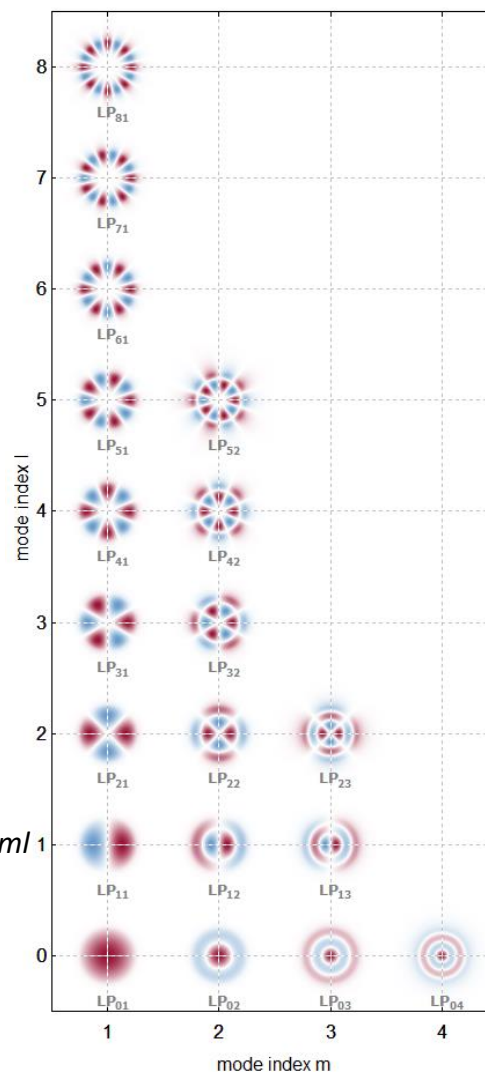 8
LP81
7
LP71
6
LP61
5
LP51 LP52
mode index l
4
LP41 LP42
3
LP31 LP32
2
LP21 LP22 LP23
ml
1
LP11 LP12 LP13
0
LP01 LP02 LP03 LP04
1 2 3 4
mode index m